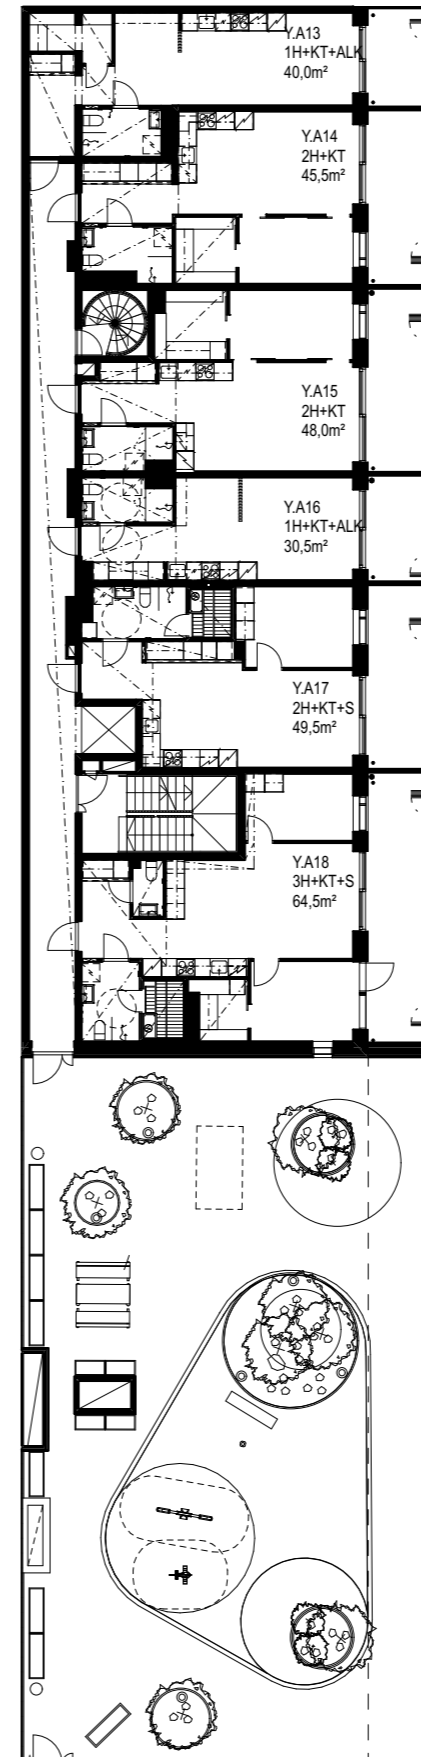 Y.A13
1H+KT+ALK
40,0m²
Y.A14
2H+KT
45,5m²
Y.A15
2H+KT
48,0m²
Y.A16
1H+KT+ALK
30,5m²
Y.A17
2H+KT+S
49,5m²
Y.A18
3H+KT+S
64,5m²